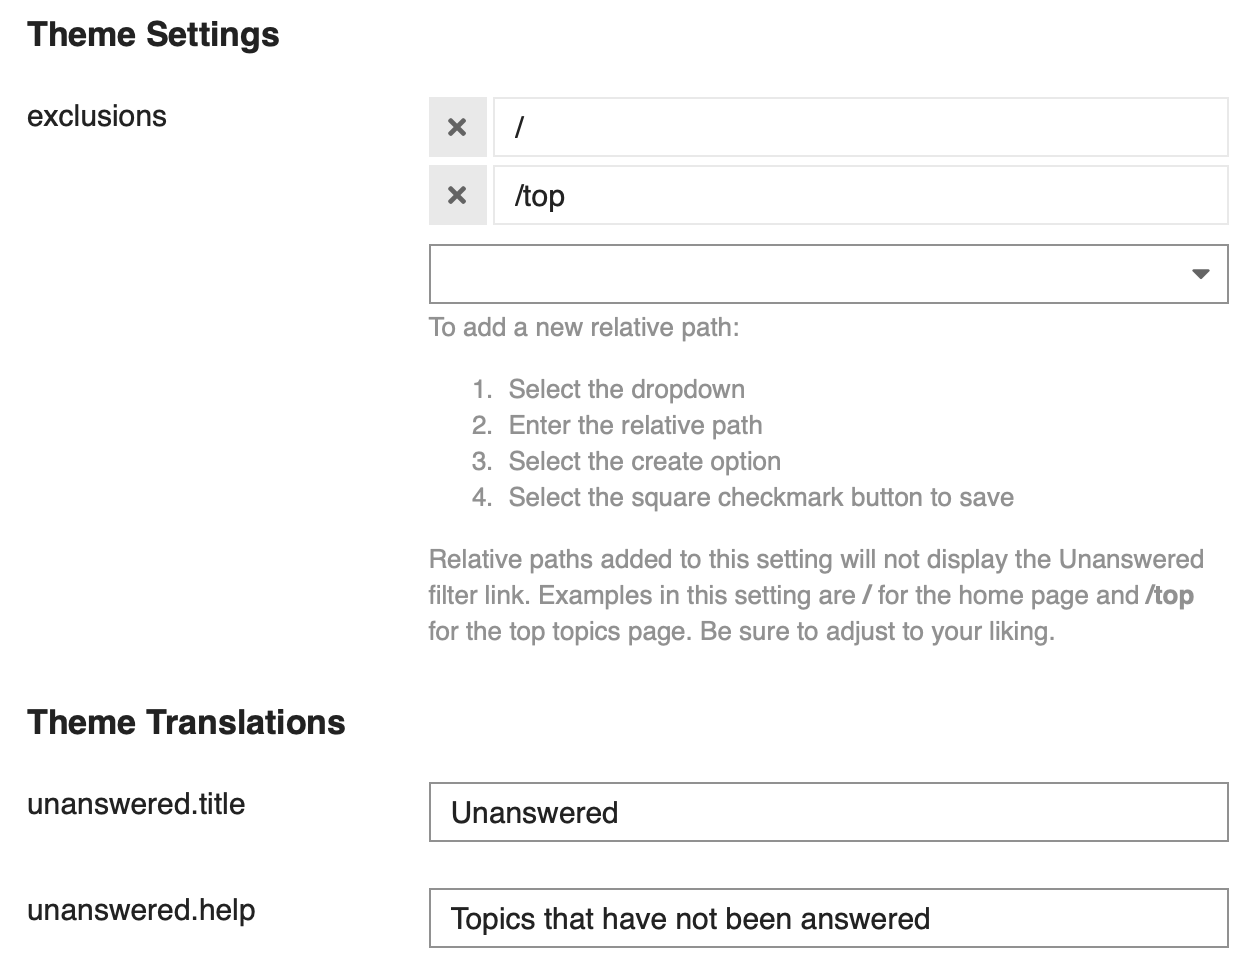 Theme Settings
exclusions
/
/top
To add a new relative path:
1. Select the dropdown
2. Enter the relative path
3. Select the create option
4. Select the square checkmark button to save
Relative paths added to this setting will not display the Unanswered
filter link. Examples in this setting are / for the home page and /top
for the top topics page. Be sure to adjust to your liking.
Theme Translations
unanswered.title
Unanswered
unanswered.help
Topics that have not been answered